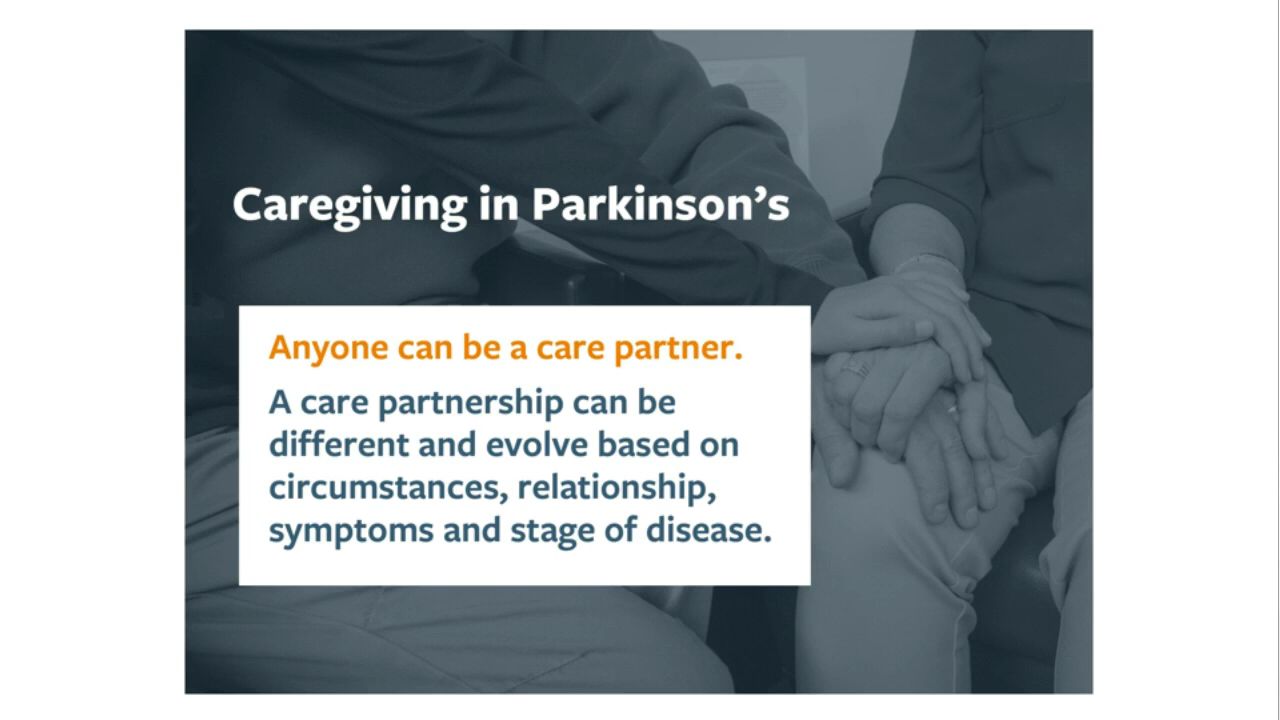 Caregiving in Parkinson’s
Anyone can be a care partner.
A care partnership can be
different and evolve based on
circumstances, relationship,
symptoms and stage of disease.